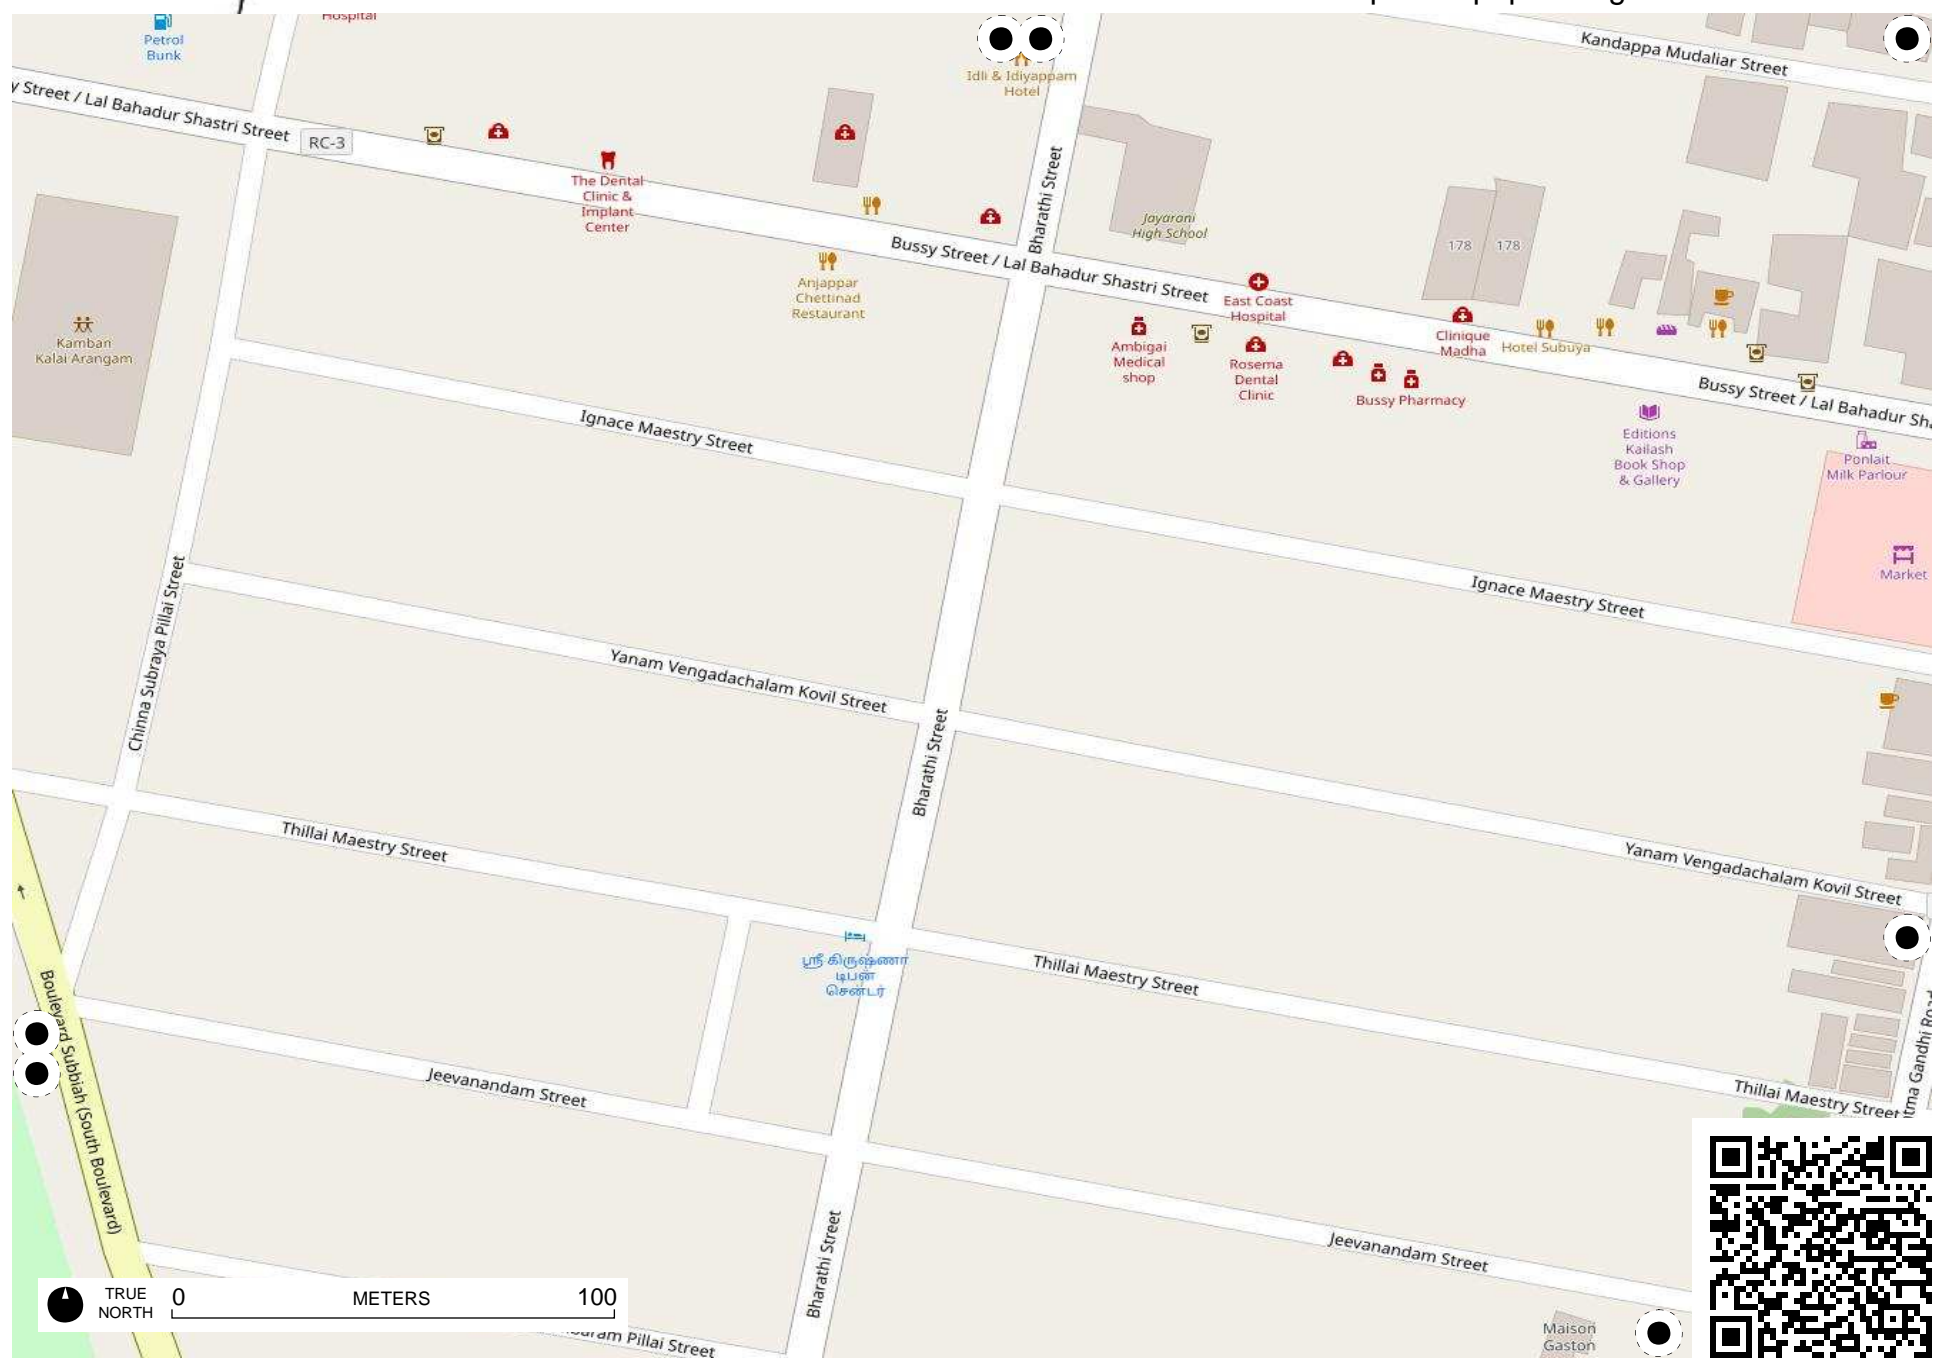 Hospital
Petrol
Bunk
Kandappa Mudaliar Street
Idli & Idiyappam
Hotel
y Street / Lal Bahadur Shastri Street
RC-3
Bharathi Street
The Dental
Clinic &
Implant
Center
Jayarani
High School
Bussy Street / Lal Bahadur Shastri Street
178
178
Anjappar
Chettinad
Restaurant
East Coast
Hospital
Kamban
Kalai Arangam
Ambigai
Medical
shop
Rosema
Dental
Clinic
Clinique
Madha
Hotel Subuya
Bussy Pharmacy
Bussy Street / Lal Bahadur Sha
Ignace Maestry Street
Editions
Kailash
Book Shop
& Gallery
Ponlait
Milk Parlour
Market
Ignace Maestry Street
Chinna Subraya Pillai Street
Yanam Vengadachalam Kovil Street
Bharathi Street
Thillai Maestry Street
Yanam Vengadachalam Kovil Street
ஸ்ரீ கிருஷ்ணா
டிபன்
சென்டர்
Thillai Maestry Street
Boulevard Subbiah (South Boulevard)
Jeevanandam Street
tma Gandhi Road
Thillai Maestry Street
Bharathi Street
Jeevanandam Street
TRUE
NORTH
0 METERS 100
Pillai Street
Maison
Gaston